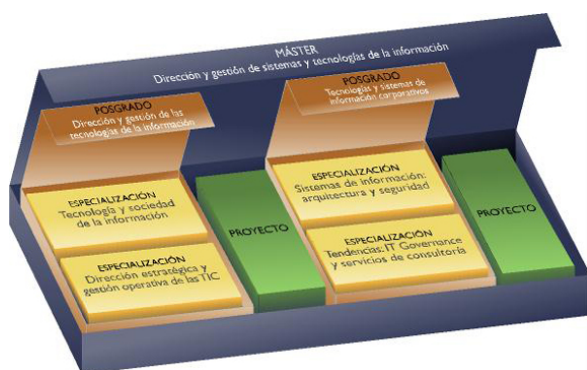 MÁSTER
Dirección y gestión de sistemas y tecnologías de la información
POSGRADO
Dirección y gestión de las
tecnologías de la información
POSGRADO
Tecnologías y sistemas de
información corporativos
ESPECIALIZACIÓN
Tecnología y sociedad
de la información
ESPECIALIZACIÓN
Dirección estratégica y
gestión operativa de las TIC
PROYECTO
ESPECIALIZACIÓN
Sistemas de información:
arquitectura y seguridad
ESPECIALIZACIÓN
Tendencias: IT Governance
y servicios de consultoría
PROYECTO